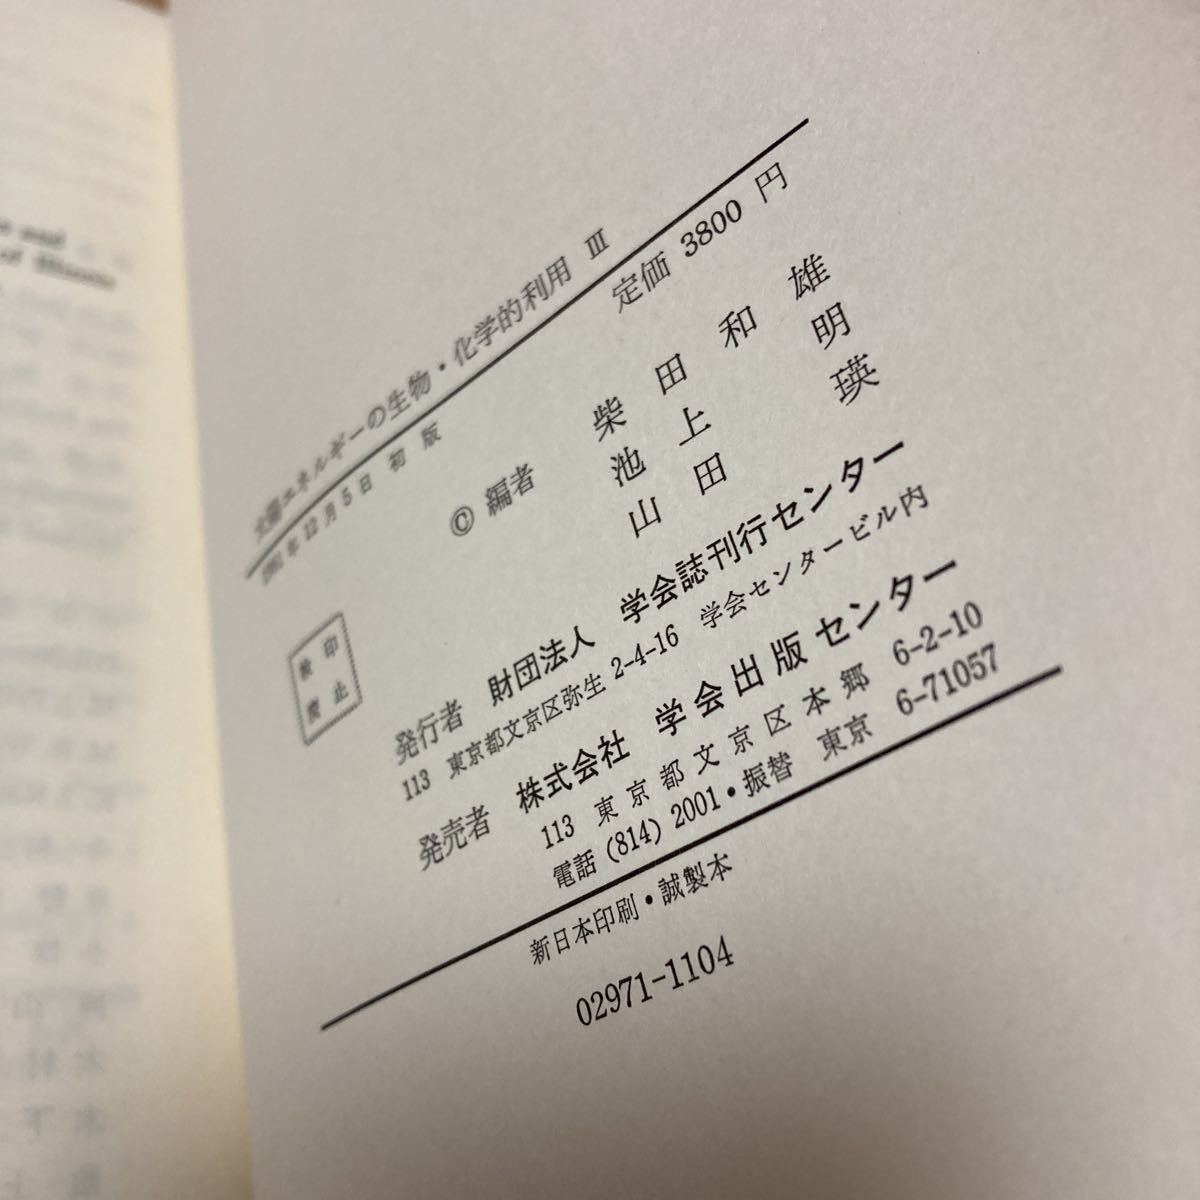 and
of
太陽エネルギーの生物・化学的利用 III
定価 3800 円
年12月5日 初版
© 編者
柴田和雄
池上明
山田瑛
検印
廃止
発行者 財団法人 学会誌刊行センター
113 東京都文京区弥生 2-4-16 学会センタービル内
発売者 株式会社 学会出版センター
113 東京都文京区本郷 6-2-10
電話 (814) 2001・振替 東京 6-71057
新日本印刷・誠製本
02971-1104